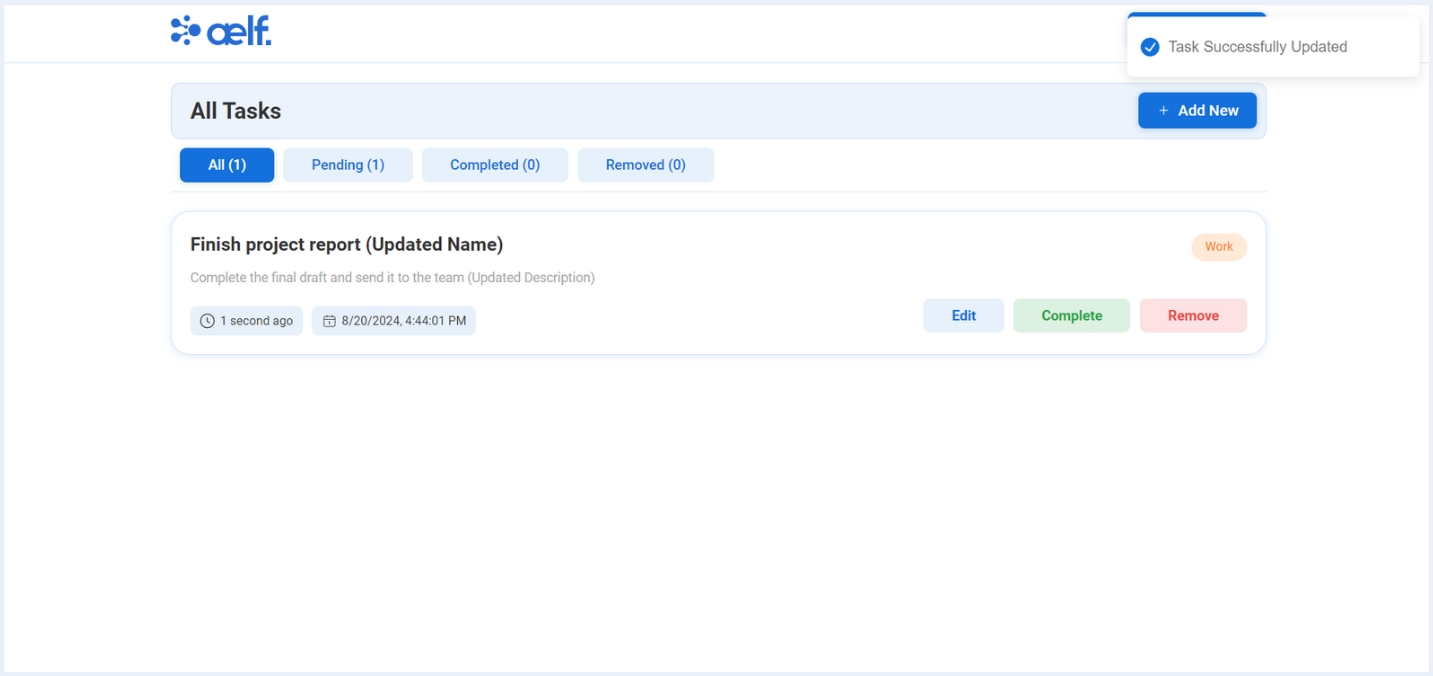 aelf.
Task Successfully Updated
All Tasks
+ Add New
All (1)
Pending (1)
Completed (0)
Removed (0)
Finish project report (Updated Name)
Work
Complete the final draft and send it to the team (Updated Description)
1 second ago
8/20/2024, 4:44:01 PM
Edit
Complete
Remove